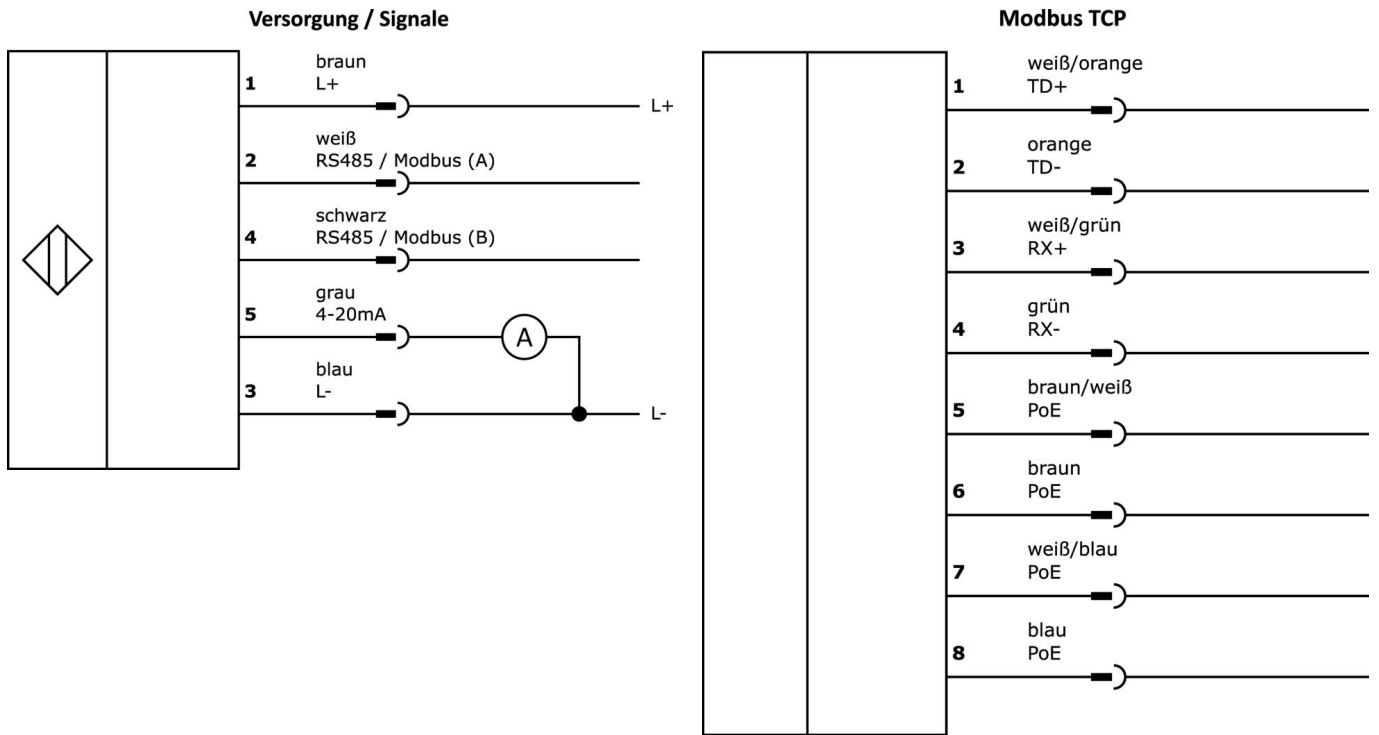 Versorgung / Signale
braun
1 L+
L+
weiß
2 RS485 / Modbus (A)
schwarz
4 RS485 / Modbus (B)
grau
5 4-20mA
A
blau
3 L-
L-
Modbus TCP
weiß/orange
1 TD+
orange
2 TD-
weiß/grün
3 RX+
grün
4 RX-
braun/weiß
5 PoE
braun
6 PoE
weiß/blau
7 PoE
blau
8 PoE